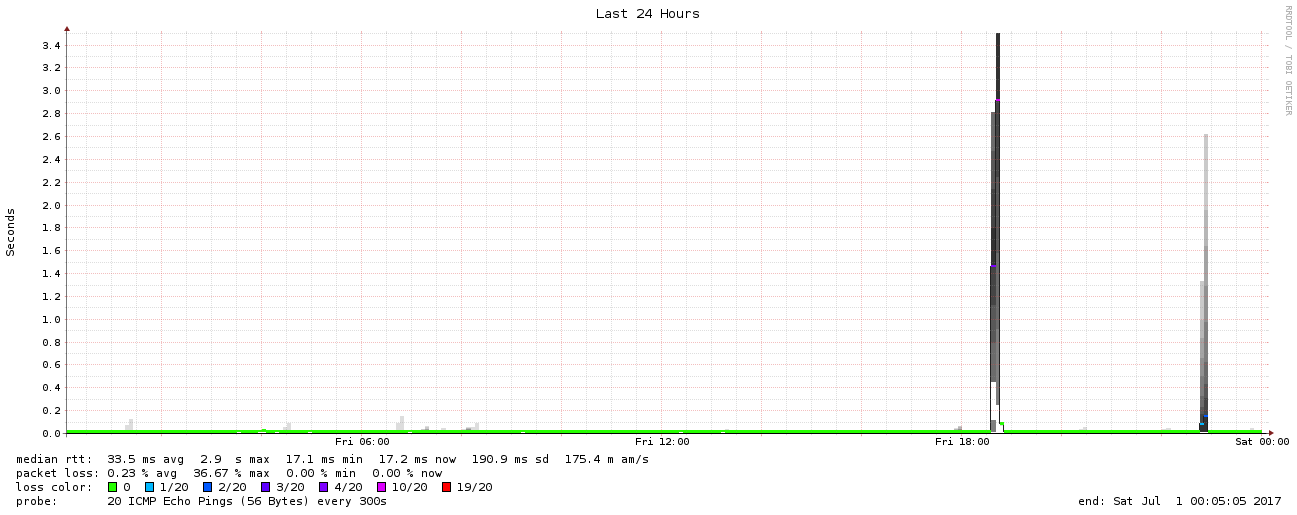 Last 24 Hours
RRDTOOL / TOBI OETIKER
Seconds
3.4
3.2
3.0
2.8
2.6
2.4
2.2
2.0
1.8
1.6
1.4
1.2
1.0
0.8
0.6
0.4
0.2
0.0
Fri 06:00 Fri 12:00 Fri 18:00 Sat 00:00
median rtt: 33.5 ms avg 2.9 s max 17.1 ms min 17.2 ms now 190.9 ms sd 175.4 m am/s
packet loss: 0.23 % avg 36.67 % max 0.00 % min 0.00 % now
loss color: 0 1/20 2/20 3/20 4/20 10/20 19/20
probe: 20 ICMP Echo Pings (56 Bytes) every 300s end: Sat Jul 1 00:05:05 2017